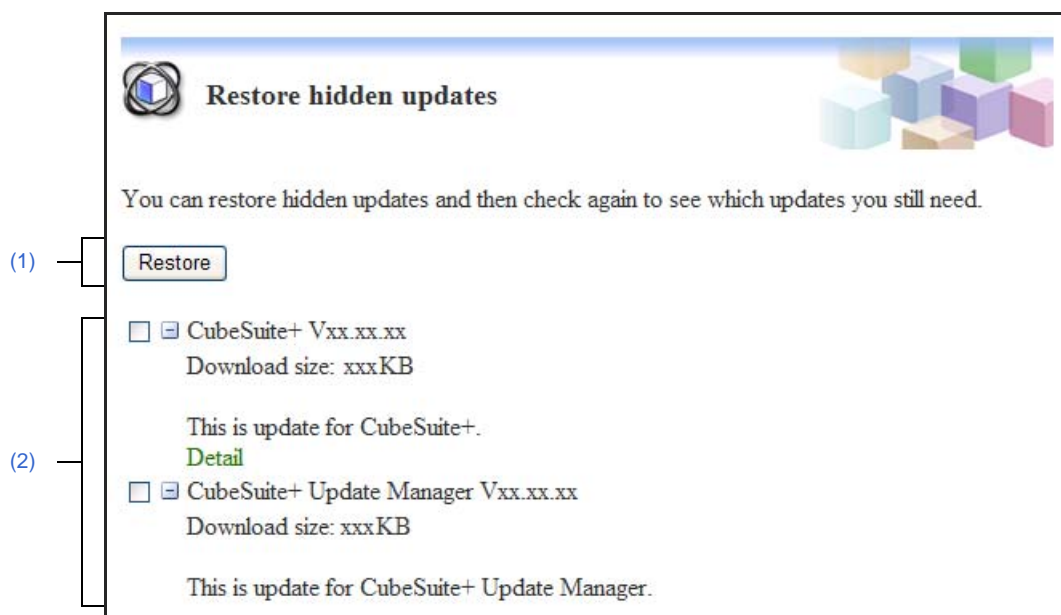 Restore hidden updates
You can restore hidden updates and then check again to see which updates you still need.
(1)
Restore
(2)
CubeSuite+ Vxx.xx.xx
Download size: xxxKB
This is update for CubeSuite+.
Detail
CubeSuite+ Update Manager Vxx.xx.xx
Download size: xxxKB
This is update for CubeSuite+ Update Manager.